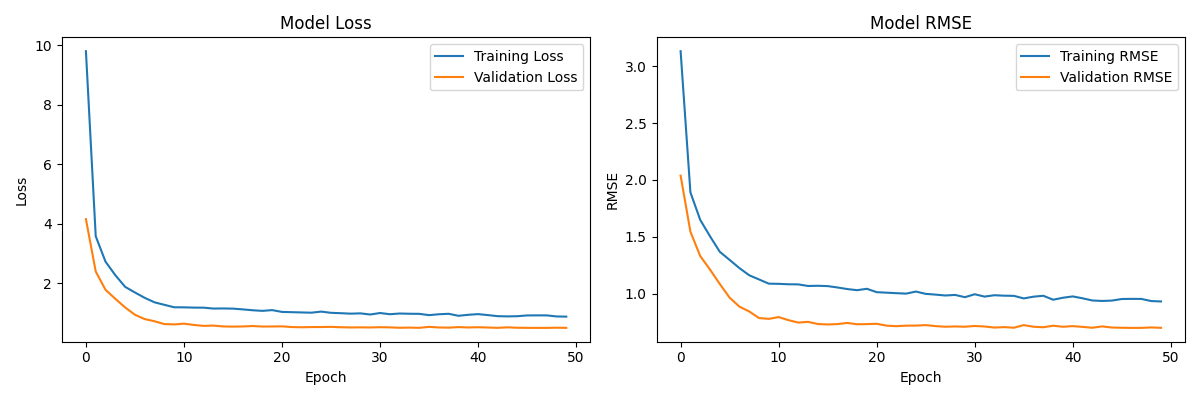 Model Loss
10
8
6
4
2
Loss
Training Loss
Validation Loss
0
10
20
30
40
50
Epoch
Model RMSE
3.0
2.5
2.0
1.5
1.0
RMSE
Training RMSE
Validation RMSE
0
10
20
30
40
50
Epoch